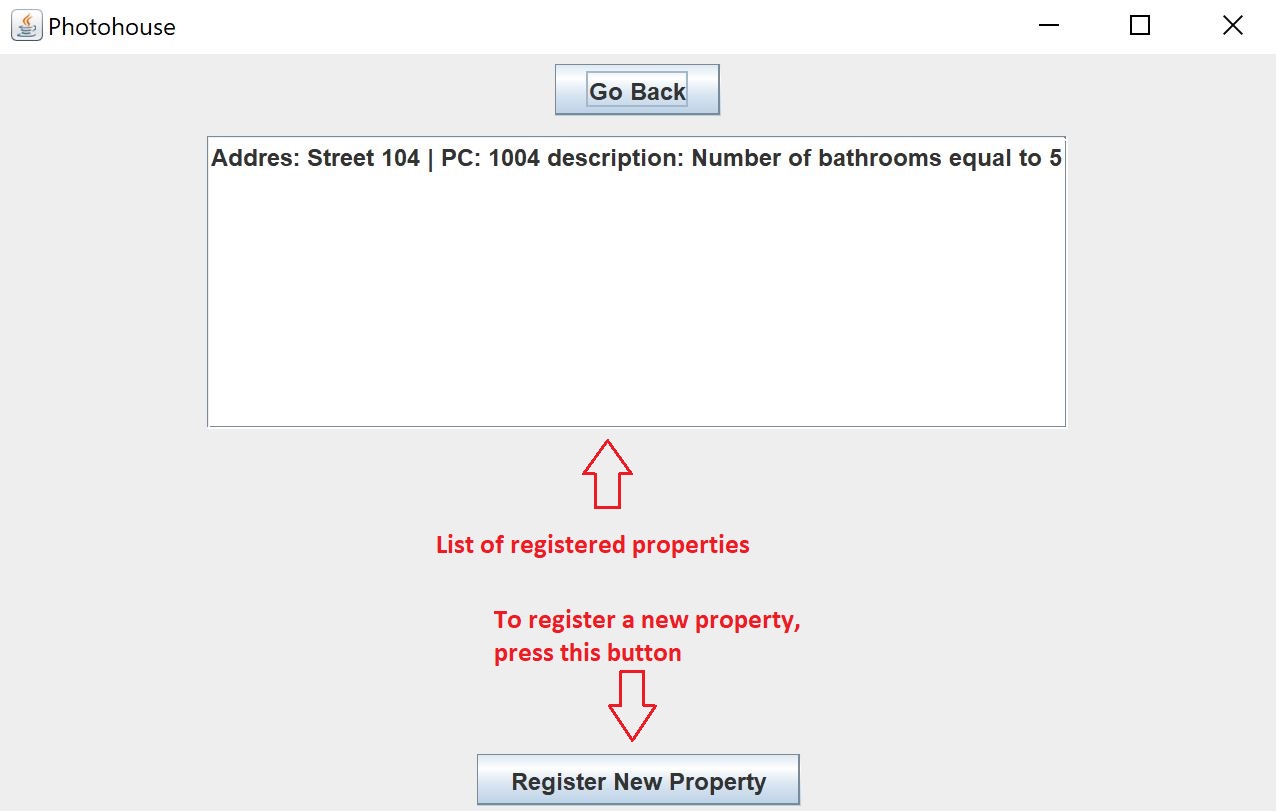 Photohouse
Go Back
Addres: Street 104 | PC: 1004 description: Number of bathrooms equal to 5
List of registered properties
To register a new property,
press this button
Register New Property